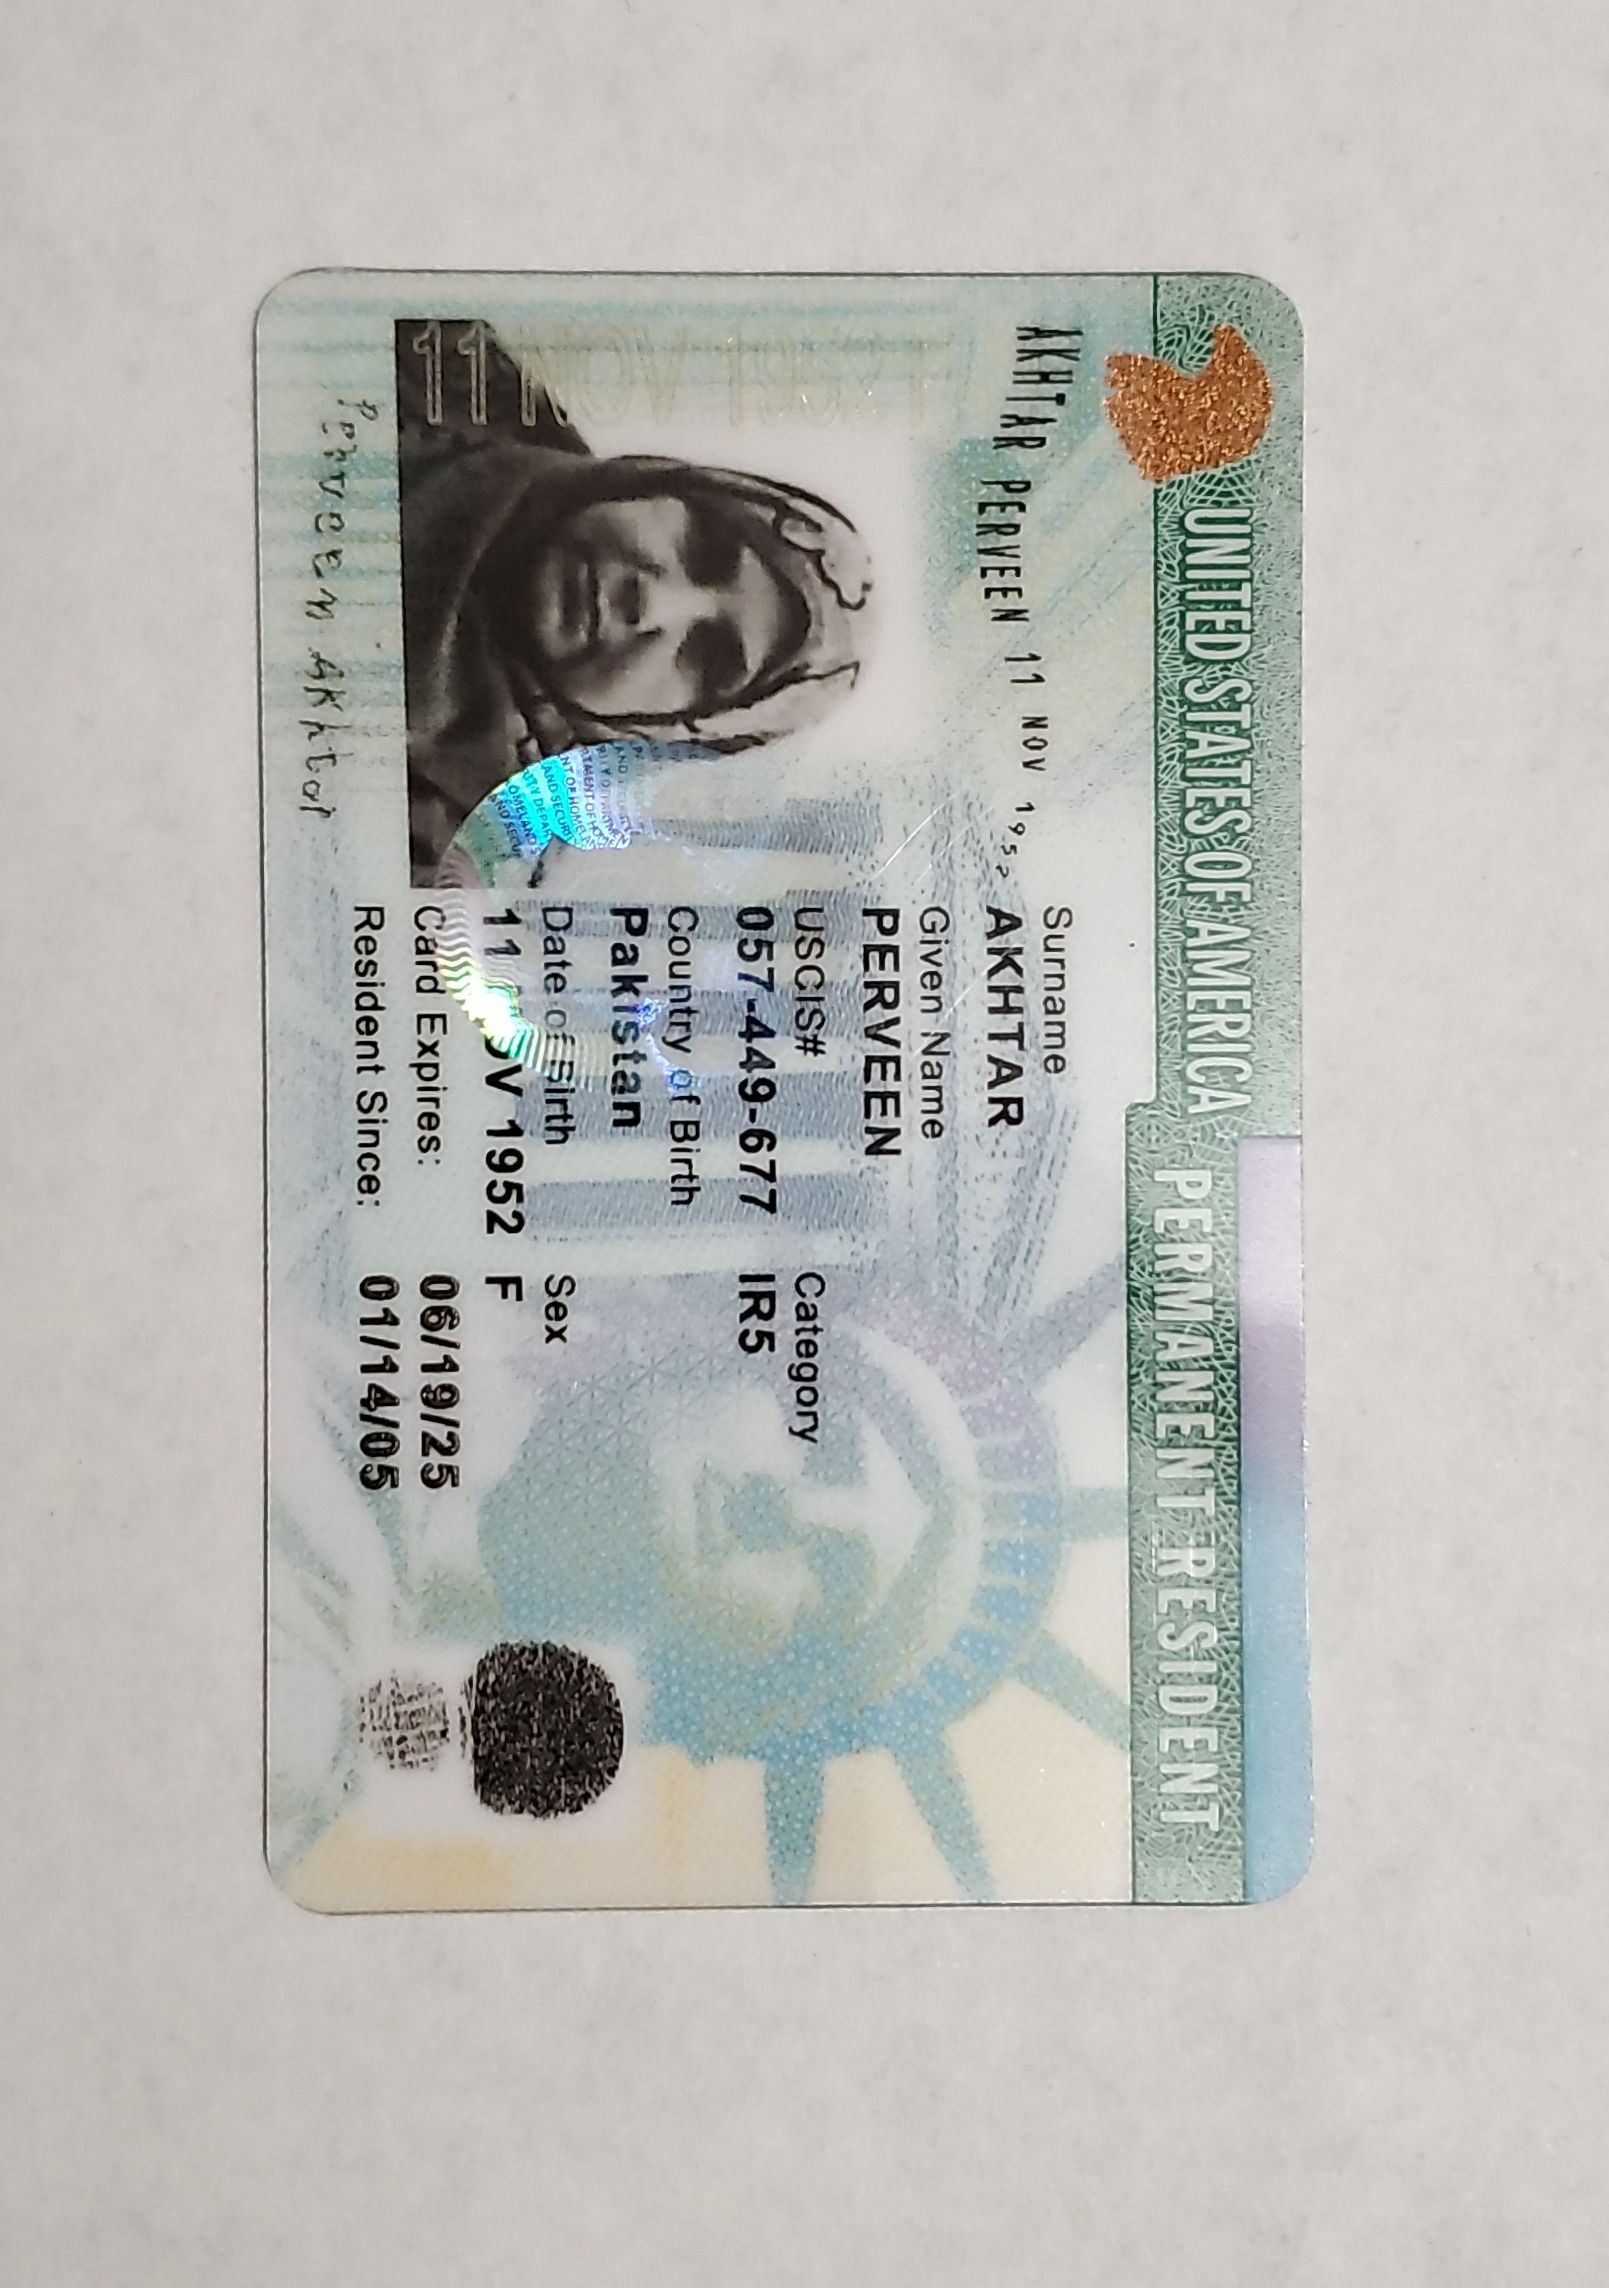 UNITED STATES OF AMERICA PERMANENT RESIDENT
AKHTAR PERVEEN 11 NOV 1952
Surname
AKHTAR
Given Name
PERVEEN
USCIS# Category
057-449-677 IR5
Country of Birth
Pakistan
Date of Birth Sex
11 NOV 1952 F
Card Expires: 06/19/25
Resident Since: 01/14/05
11 NOV 1952
Perveen Akhtar